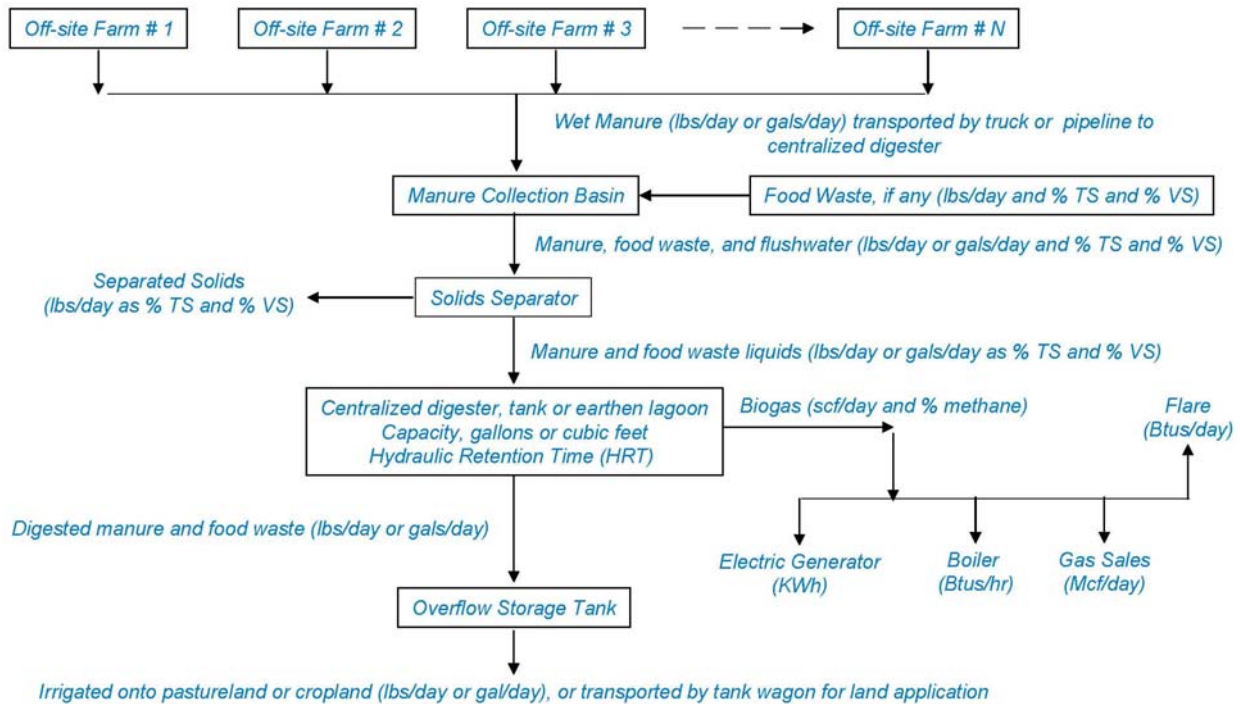 Off-site Farm # 1
Off-site Farm # 2
Off-site Farm # 3
Off-site Farm # N
Wet Manure (lbs/day or gals/day) transported by truck or pipeline to
centralized digester
Manure Collection Basin
Food Waste, if any (lbs/day and % TS and % VS)
Manure, food waste, and flushwater (lbs/day or gals/day and % TS and % VS)
Separated Solids
(lbs/day as % TS and % VS)
Solids Separator
Manure and food waste liquids (lbs/day or gals/day as % TS and % VS)
Centralized digester, tank or earthen lagoon
Capacity, gallons or cubic feet
Hydraulic Retention Time (HRT)
Biogas (scf/day and % methane)
Flare
(Btus/day)
Digested manure and food waste (lbs/day or gals/day)
Electric Generator
(KWh)
Boiler
(Btus/hr)
Gas Sales
(Mcf/day)
Overflow Storage Tank
Irrigated onto pastureland or cropland (lbs/day or gal/day), or transported by tank wagon for land application